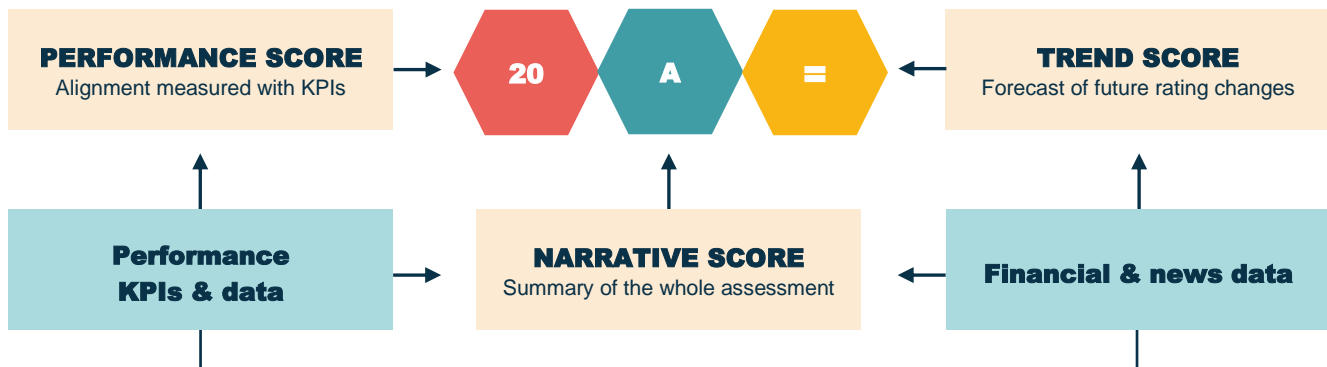 PERFORMANCE SCORE
Alignment measured with KPIs
20
A
=
TREND SCORE
Forecast of future rating changes
Performance
KPIs & data
NARRATIVE SCORE
Summary of the whole assessment
Financial & news data